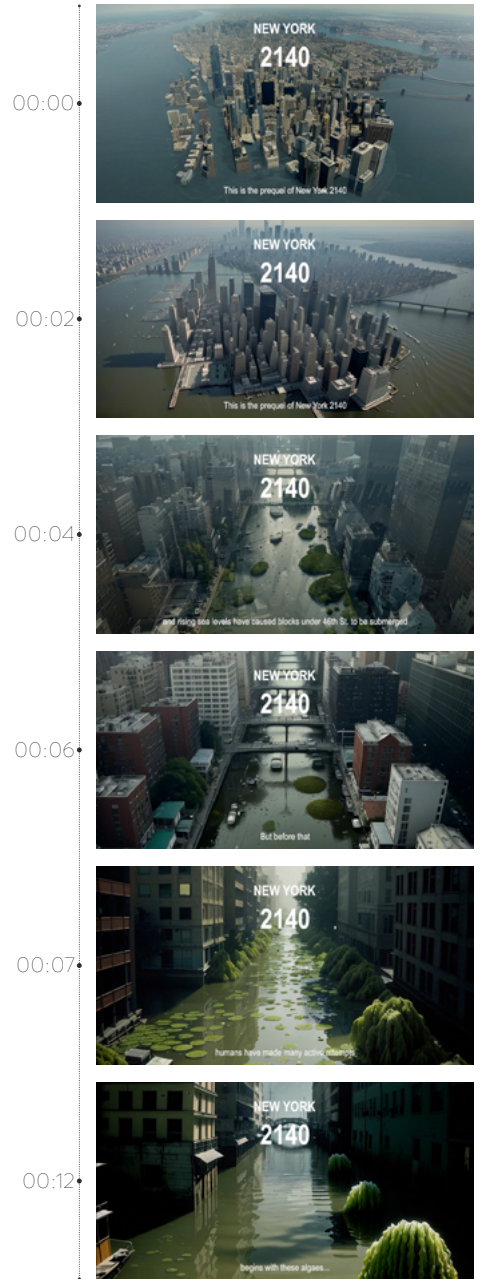 00:00
NEW YORK
2140
This is the prequel of New York 2140
00:02
NEW YORK
2140
This is the prequel of New York 2140
00:04
NEW YORK
2140
and rising sea levels have caused blocks under 46th St. to be submerged
00:06
NEW YORK
2140
But before that
00:07
NEW YORK
2140
humans have made many active attempts
00:12
NEW YORK
2140
begins with these algaes...